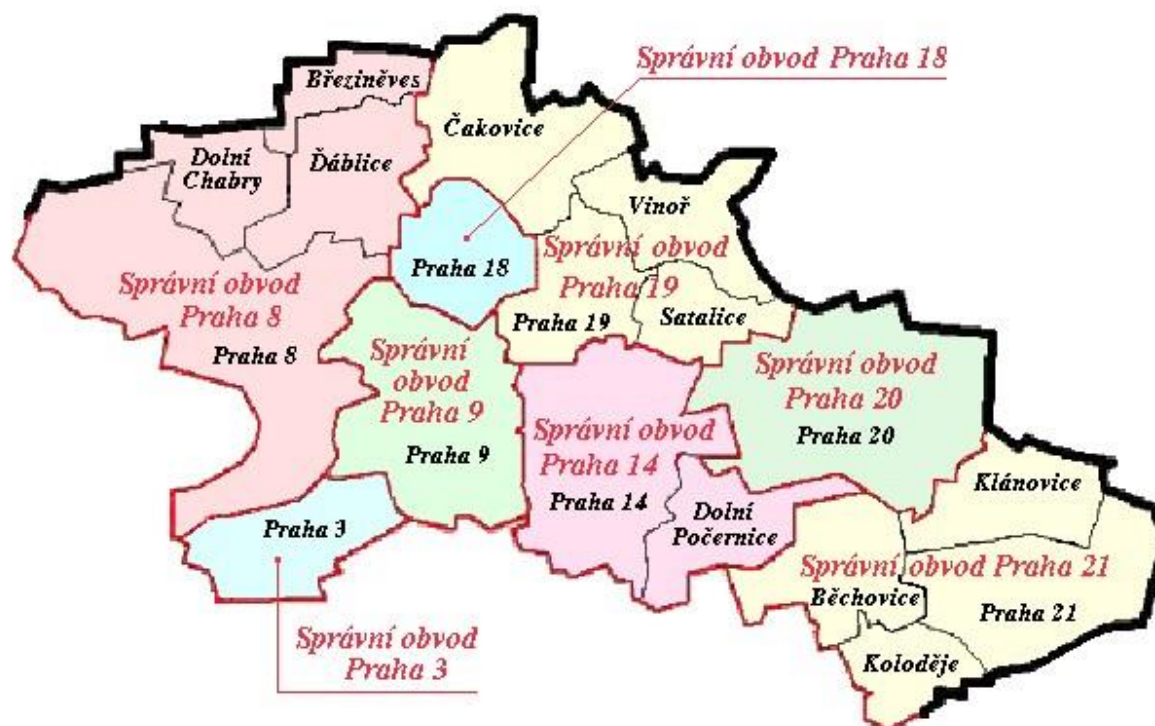 Správní obvod Praha 18
Březiněves
Čakovice
Dolní
Chabry
Ďáblice
Vinoř
Správní obvod
Praha 19
Praha 18
Správní obvod
Praha 8
Praha 19
Satalice
Praha 8
Správní
obvod
Praha 9
Správní obvod
Praha 20
Praha 20
Správní obvod
Praha 14
Praha 9
Praha 14
Klánovice
Dolní
Počernice
Praha 3
Správní obvod Praha 21
Běchovice
Praha 21
Správní obvod
Praha 3
Koloděje